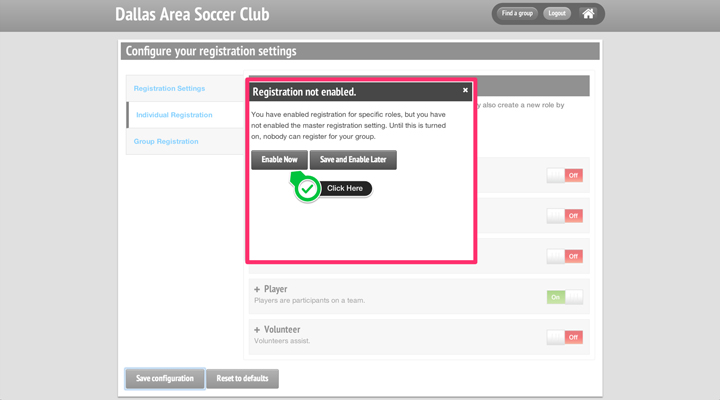 Dallas Area Soccer Club
Find a group
Logout
Configure your registration settings
Registration Settings
Individual Registration
Group Registration
y also create a new role by
Registration not enabled.
You have enabled registration for specific roles, but you have
not enabled the master registration setting. Until this is turned
on, nobody can register for your group.
Enable Now
Save and Enable Later
Click Here
Off
Off
Off
+ Player
Players are participants on a team.
On
+ Volunteer
Volunteers assist.
Off
Save configuration
Reset to defaults